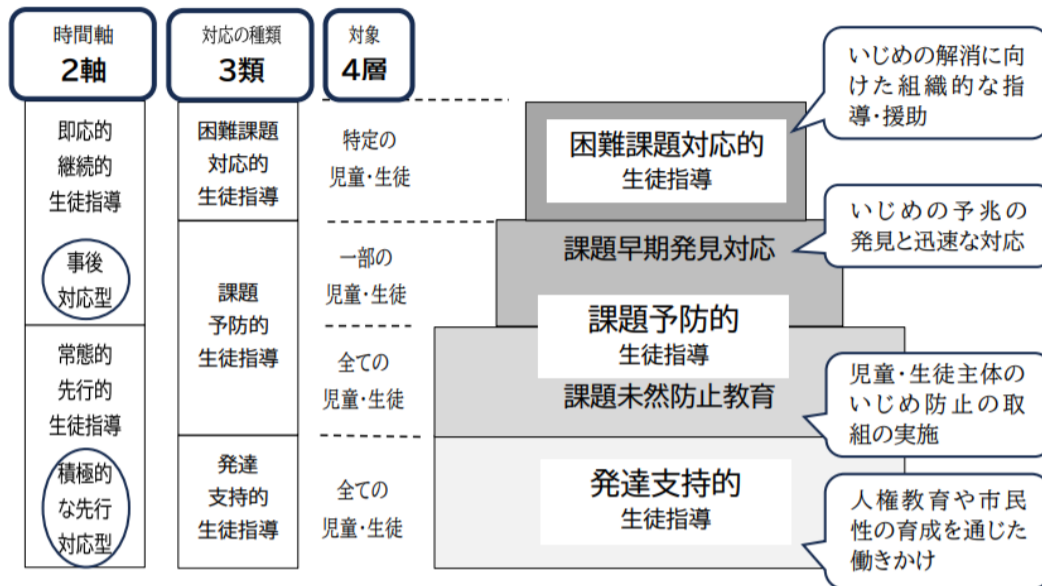 時間軸
2軸
対応の種類
3類
対象
4層
即応的
継続的
生徒指導
事後
対応型
常態的
先行的
生徒指導
積極的
な先行
対応型
困難課題
対応的
生徒指導
課題
予防的
生徒指導
発達
支持的
生徒指導
特定の
児童・生徒
一部の
児童・生徒
全ての
児童・生徒
全ての
児童・生徒
困難課題対応的
生徒指導
課題早期発見対応
課題予防的
生徒指導
課題未然防止教育
発達支持的
生徒指導
いじめの解消に向
けた組織的な指
導・援助
いじめの予兆の
発見と迅速な対応
児童・生徒主体の
いじめ防止の取
組の実施
人権教育や市民
性の育成を通じた
働きかけ